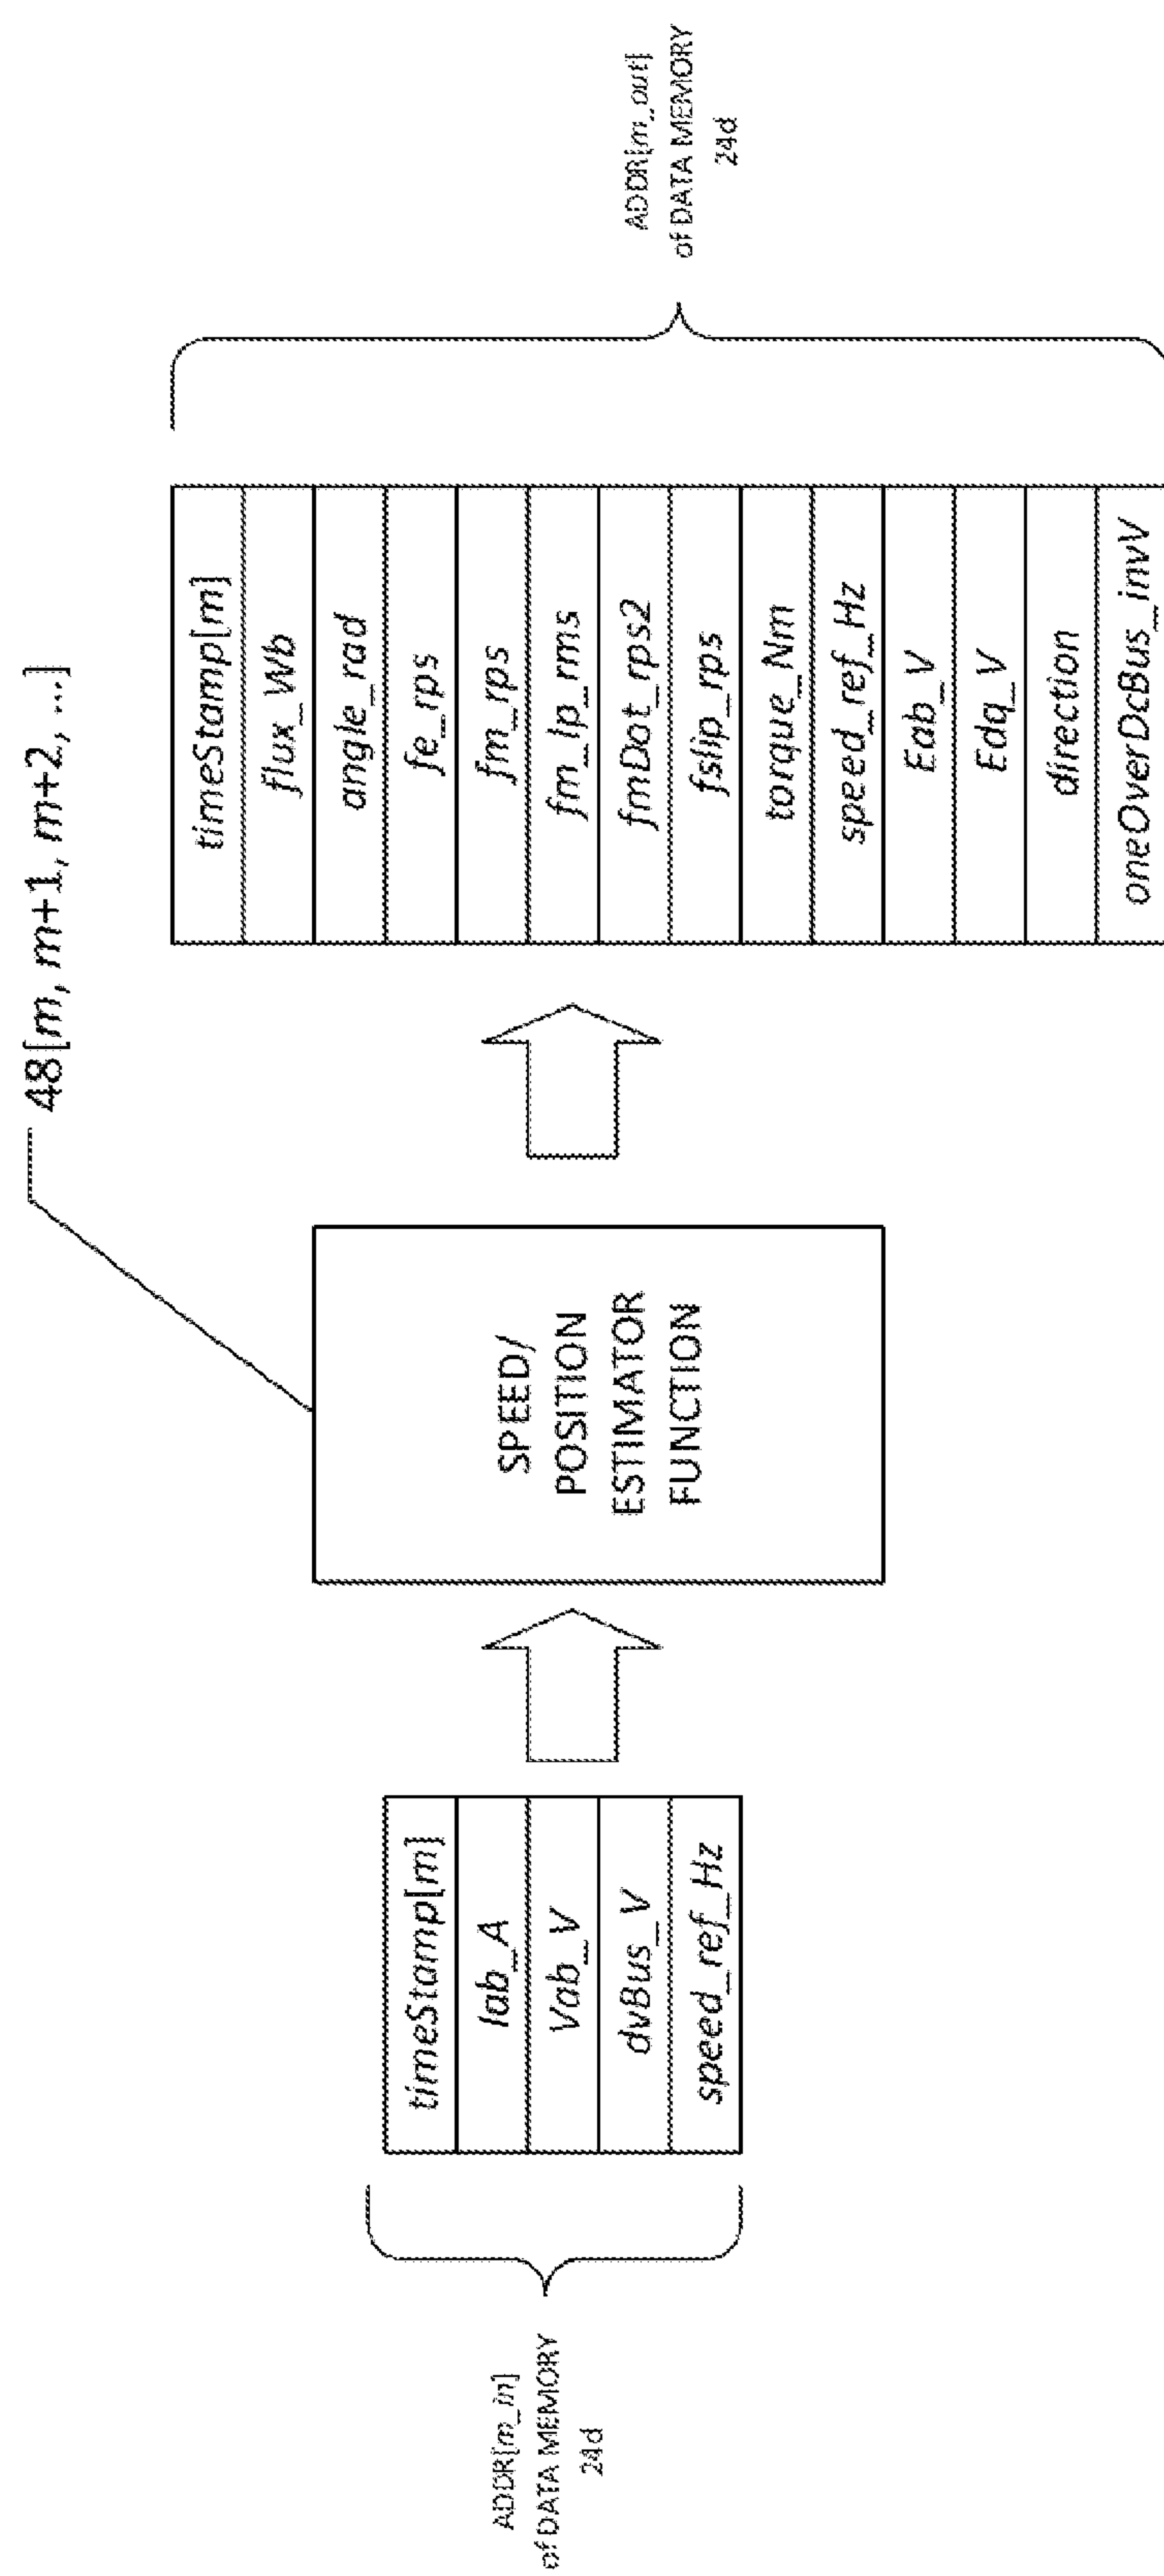 48[m, m+1, m+2, ...]
ADDR[m_in]
of DATA MEMORY
24d
timeStamp[m]
Iab_A
Vab_V
dvBus_V
speed_ref_Hz
SPEED/
POSITION
ESTIMATOR
FUNCTION
timeStamp[m]
flux_Wb
angle_rad
fe_rps
fm_rps
fm_lp_rms
fmDot_rps2
fslip_rps
torque_Nm
speed_ref_Hz
Eab_V
Edq_V
direction
oneOverDcBus_invV
ADDR[m_out]
of DATA MEMORY
24d